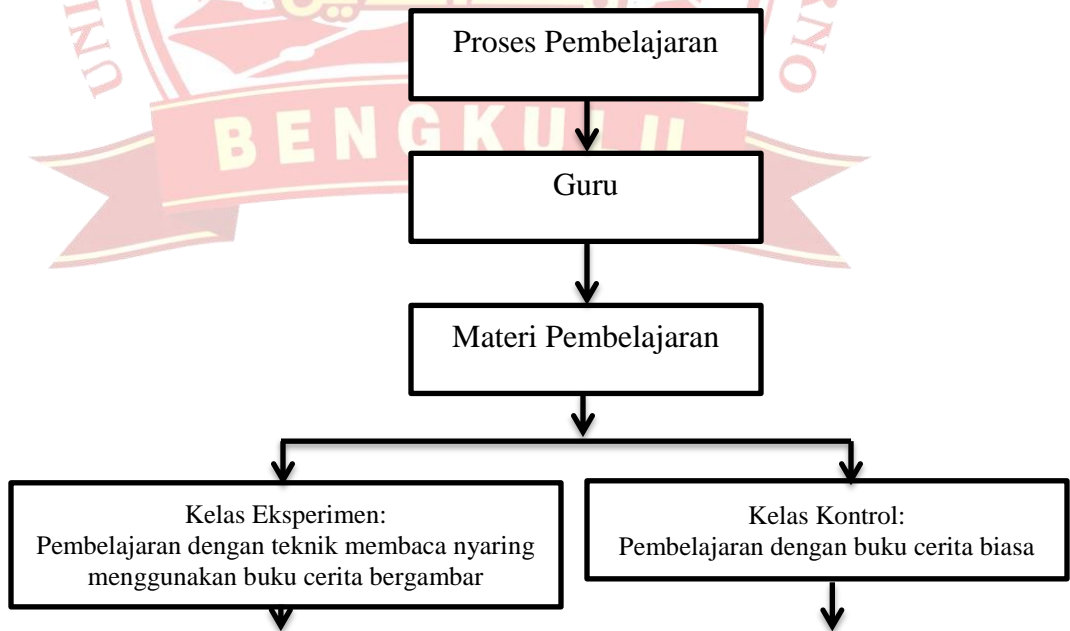 BENGKULU
Proses Pembelajaran
Guru
Materi Pembelajaran
Kelas Eksperimen:
Pembelajaran dengan teknik membaca nyaring
menggunakan buku cerita bergambar
Kelas Kontrol:
Pembelajaran dengan buku cerita biasa